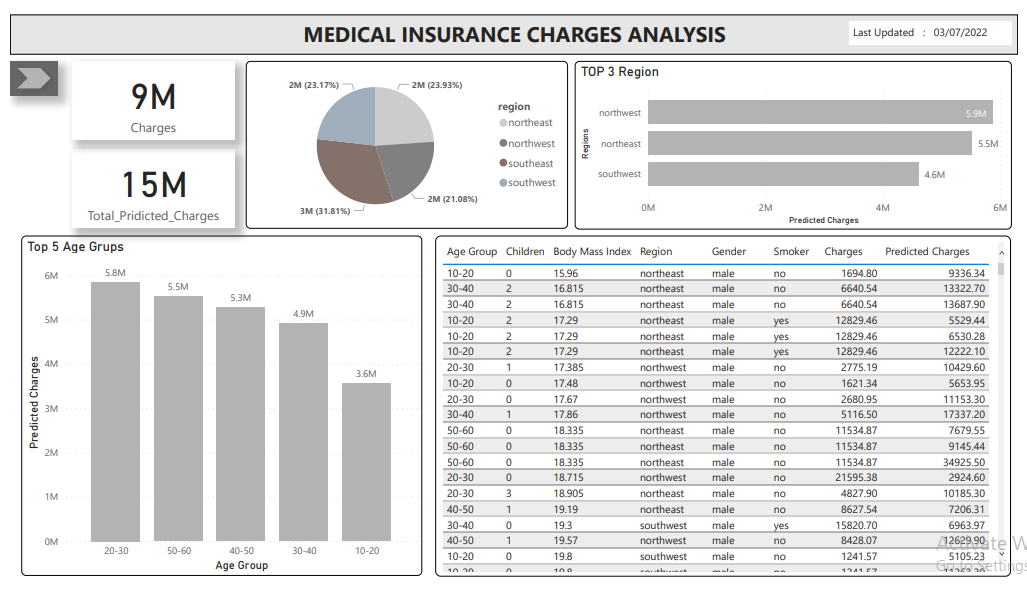 MEDICAL INSURANCE CHARGES ANALYSIS
Last Updated : 03/07/2022
9M
Charges
15M
Total_Pridicted_Charges
2M (23.17%)
2M (23.93%)
3M (31.81%)
2M (21.08%)
region
northeast
northwest
southeast
southwest
TOP 3 Region
Regions
northwest 5.9M
northeast 5.5M
southwest 4.6M
0M 2M 4M 6M
Predicted Charges
Top 5 Age Grups
Predicted Charges
6M
5M
4M
3M
2M
1M
0M
5.8M
5.5M
5.3M
4.9M
3.6M
20-30 50-60 40-50 30-40 10-20
Age Group
Age Group Children Body Mass Index Region Gender Smoker Charges Predicted Charges
10-20 0 15.96 northeast male no 1694.80 9336.34
30-40 2 16.815 northeast male no 6640.54 13322.70
30-40 2 16.815 northeast male no 6640.54 13687.90
10-20 2 17.29 northeast male yes 12829.46 5529.44
10-20 2 17.29 northeast male yes 12829.46 6530.28
10-20 2 17.29 northeast male yes 12829.46 12222.10
20-30 1 17.385 northwest male no 2775.19 10429.60
10-20 0 17.48 northwest male no 1621.34 5653.95
20-30 0 17.67 northwest male no 2680.95 11153.30
30-40 1 17.86 northwest male no 5116.50 17337.20
50-60 0 18.335 northeast male no 11534.87 7679.55
50-60 0 18.335 northeast male no 11534.87 9145.44
50-60 0 18.335 northeast male no 11534.87 34925.50
20-30 0 18.715 northwest male no 21595.38 2924.60
20-30 3 18.905 northeast male no 4827.90 10185.30
40-50 1 19.19 northeast male no 8627.54 7206.31
30-40 0 19.3 southwest male yes 15820.70 6963.97
40-50 1 19.57 northwest male no 8428.07 12629.90
10-20 0 19.8 southwest male no 1241.57 5105.23
10-20 0 19.8 southwest male no 1241.57
Activate W
Go to Settings